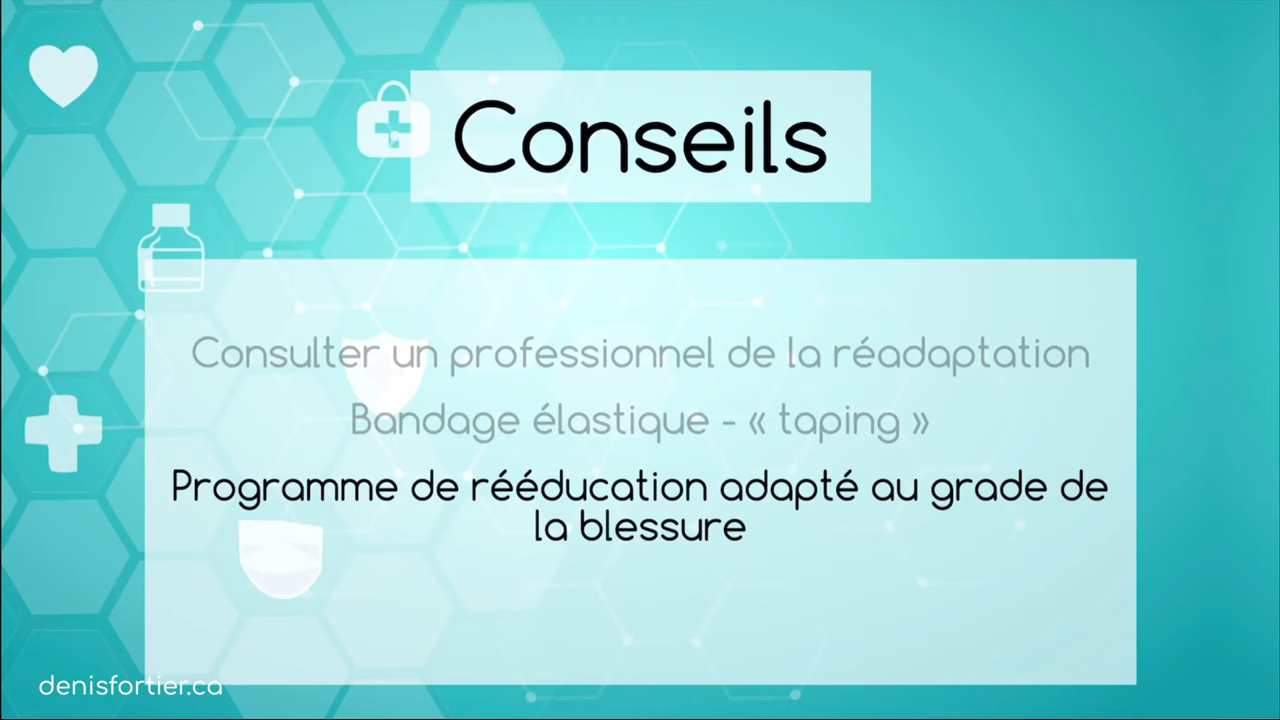 Conseils
Consulter un professionnel de la réadaptation
Bandage élastique - « taping »
Programme de rééducation adapté au grade de
la blessure
denisfortier.ca